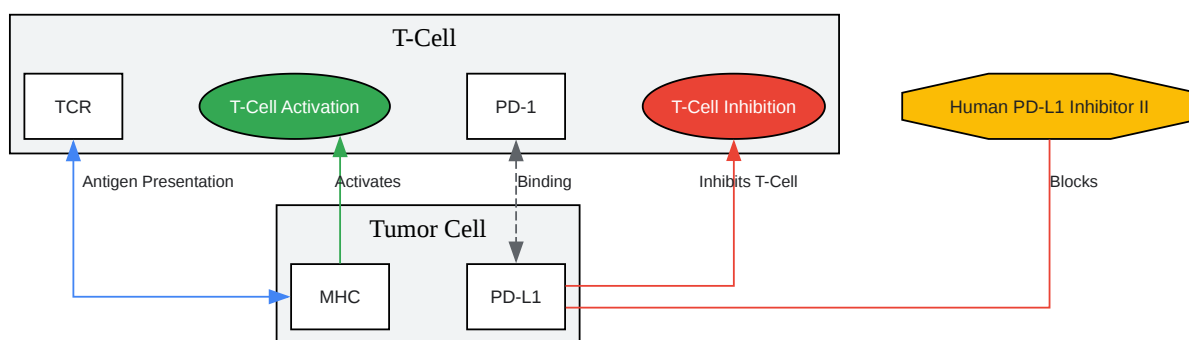 T-Cell
TCR
T-Cell Activation
PD-1
T-Cell Inhibition
Human PD-L1 Inhibitor II
Antigen Presentation
Activates
Binding
Inhibits T-Cell
Blocks
Tumor Cell
MHC
PD-L1